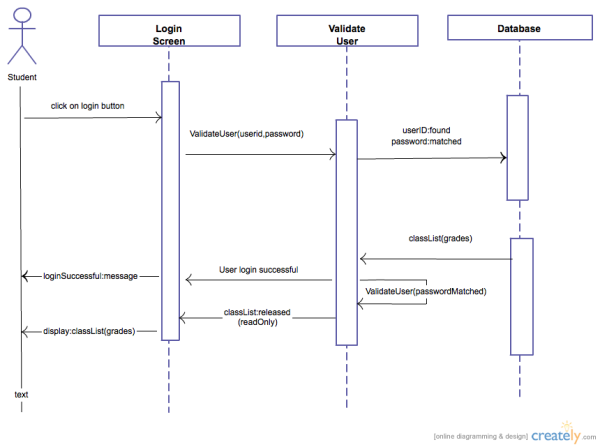 Login
Screen
Validate
User
Database
Student
click on login button
ValidateUser(userid,password)
userID:found
password:matched
classList(grades)
User login successful
loginSuccessful:message
ValidateUser(passwordMatched)
classList:released
(readOnly)
display:classList(grades)
text
[online diagramming & design] creately.com